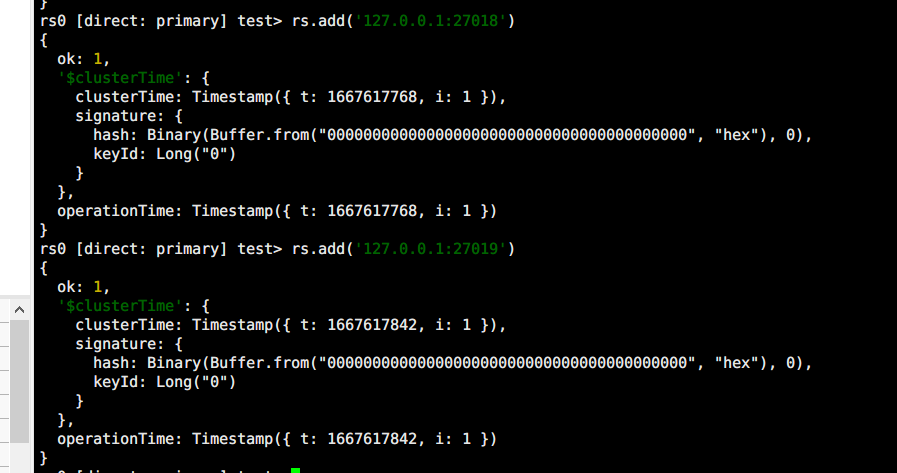 }
rs0 [direct: primary] test> rs.add('127.0.0.1:27018')
{
  ok: 1,
  '$clusterTime': {
    clusterTime: Timestamp({ t: 1667617768, i: 1 }),
    signature: {
      hash: Binary(Buffer.from("0000000000000000000000000000000000000000", "hex"), 0),
      keyId: Long("0")
    }
  },
  operationTime: Timestamp({ t: 1667617768, i: 1 })
}
rs0 [direct: primary] test> rs.add('127.0.0.1:27019')
{
  ok: 1,
  '$clusterTime': {
    clusterTime: Timestamp({ t: 1667617842, i: 1 }),
    signature: {
      hash: Binary(Buffer.from("0000000000000000000000000000000000000000", "hex"), 0),
      keyId: Long("0")
    }
  },
  operationTime: Timestamp({ t: 1667617842, i: 1 })
}